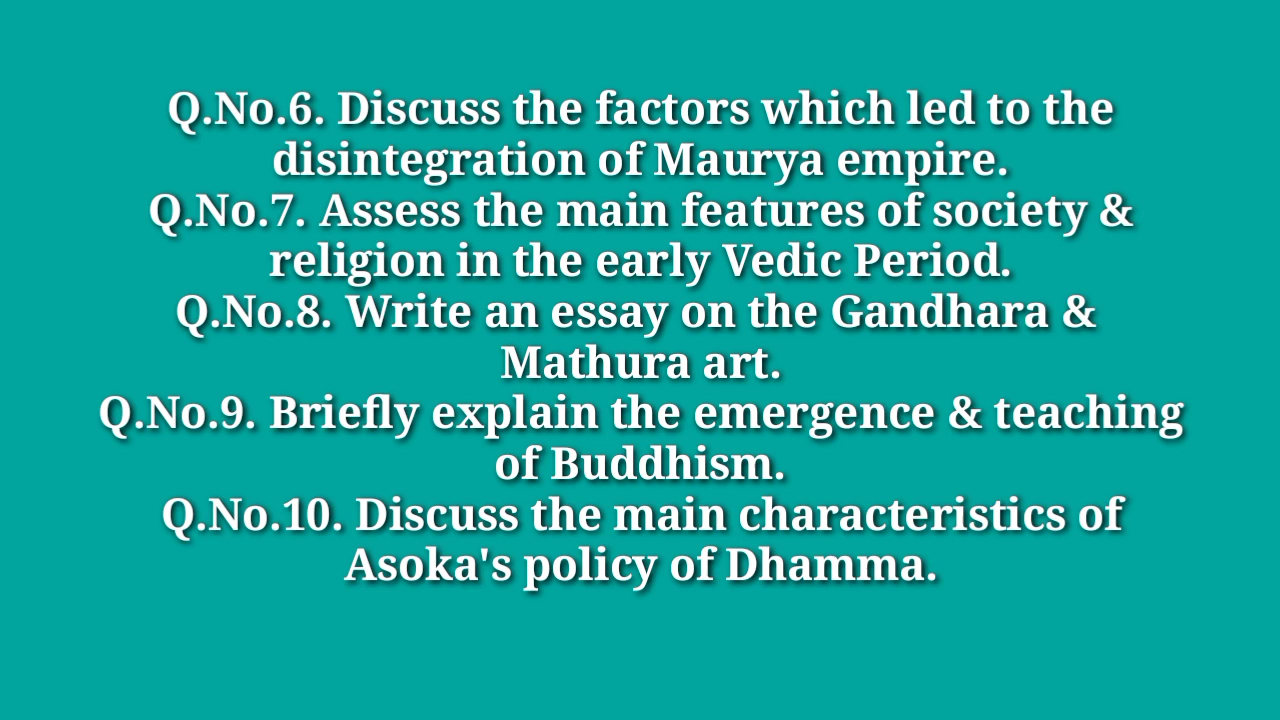 Q.No.6. Discuss the factors which led to the
disintegration of Maurya empire.
Q.No.7. Assess the main features of society &
religion in the early Vedic Period.
Q.No.8. Write an essay on the Gandhara &
Mathura art.
Q.No.9. Briefly explain the emergence & teaching
of Buddhism.
Q.No.10. Discuss the main characteristics of
Asoka's policy of Dhamma.